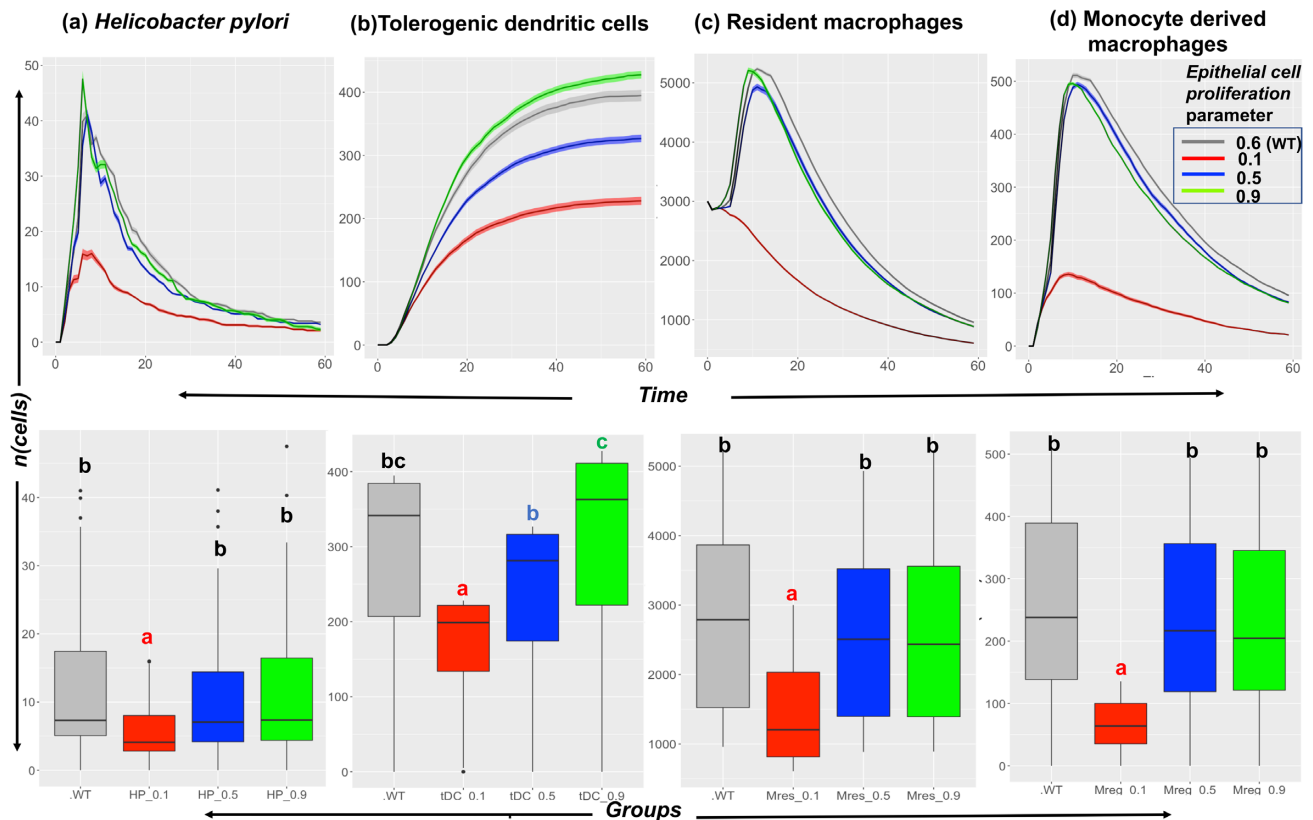 (a) Helicobacter pylori
(b)Tolerogenic dendritic cells
(c) Resident macrophages
(d) Monocyte derived
macrophages
Epithelial cell
proliferation
parameter
0.6 (WT)
0.1
0.5
0.9
50
40
30
20
10
0
0 20 40 60
400
300
200
100
0
0 20 40 60
5000
4000
3000
2000
1000
0 20 40 60
500
400
300
200
100
0
0 20 40 60
Time
n(cells)
b
a
b
b
40
30
20
10
0
.WT HP_0.1 HP_0.5 HP_0.9
bc
a
b
c
400
300
200
100
0
.WT tDC_0.1 tDC_0.5 tDC_0.9
b
a
b
b
5000
4000
3000
2000
1000
.WT Mres_0.1 Mres_0.5 Mres_0.9
b
a
b
b
500
400
300
200
100
0
.WT Mreg_0.1 Mreg_0.5 Mreg_0.9
Groups